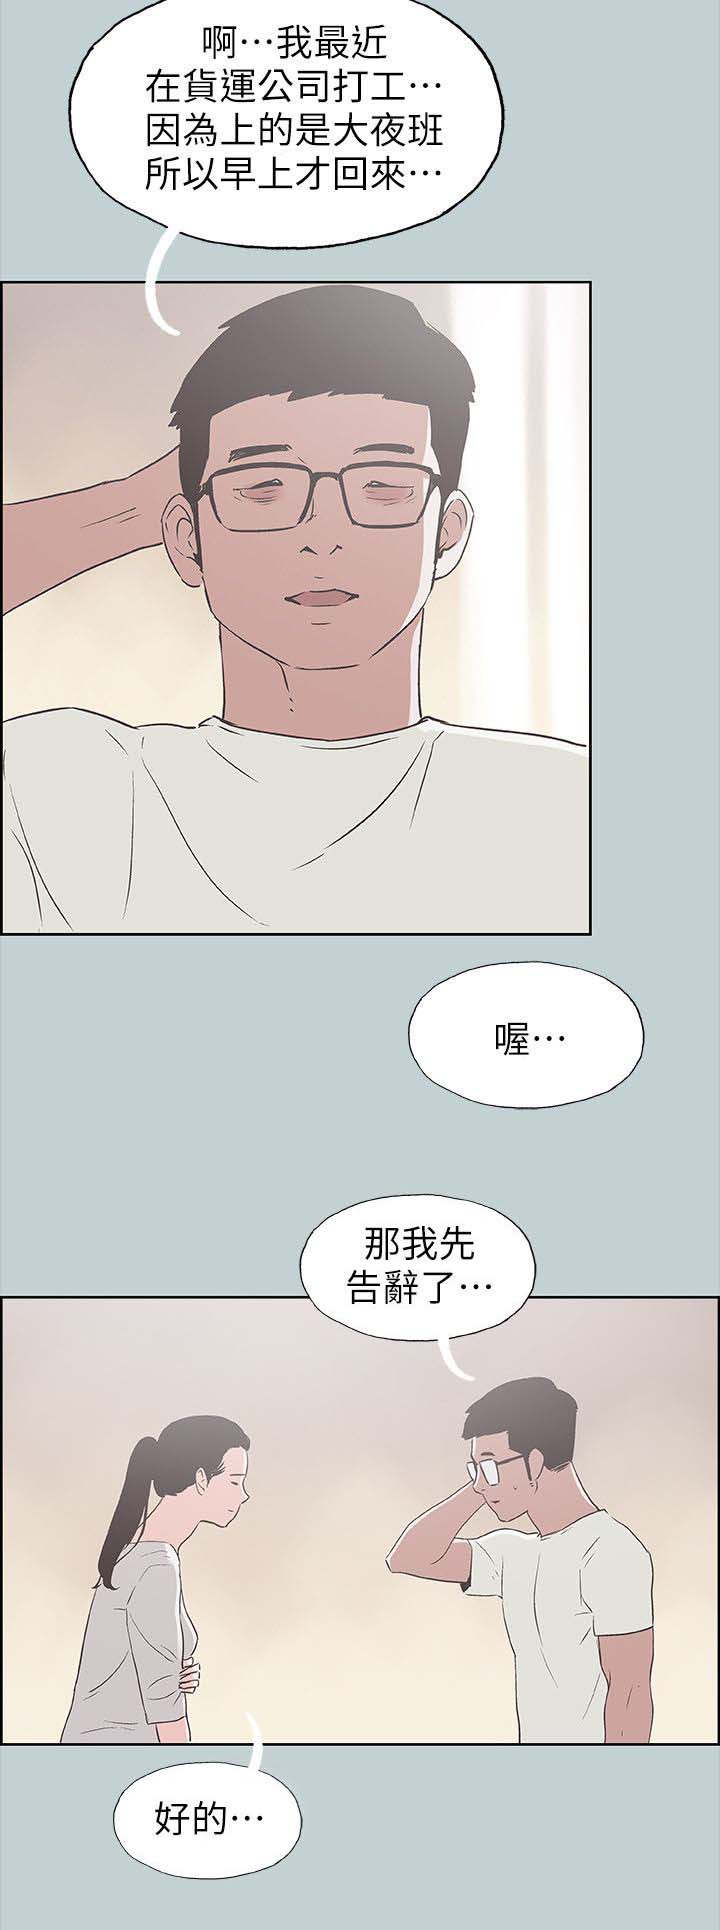 啊⋯我最近
在貨運公司打工⋯
因為上的是大夜班
所以早上才回來⋯
喔⋯
那我先
告辭了⋯
好的⋯